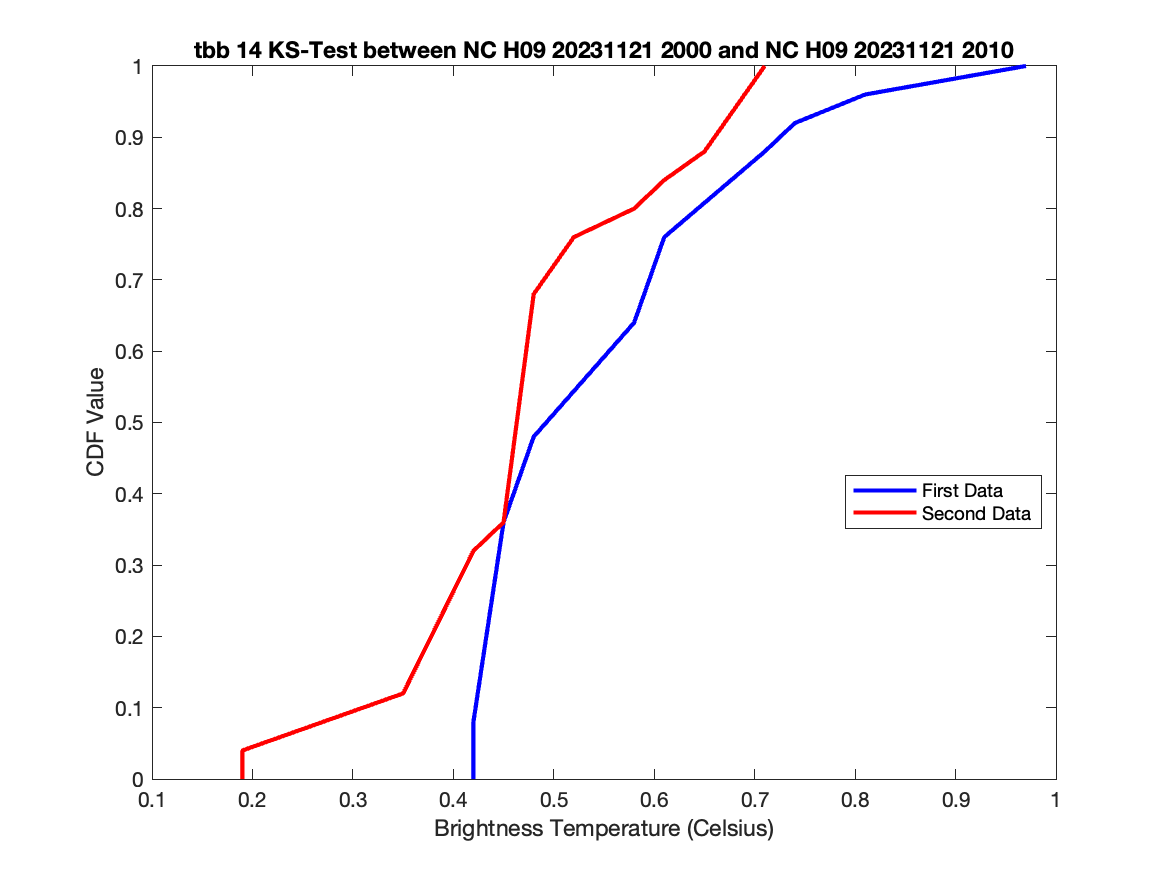 tbb 14 KS-Test between NC H09 20231121 2000 and NC H09 20231121 2010
1
0.9
0.8
0.7
0.6
0.5
0.4
0.3
0.2
0.1
0
CDF Value
First Data
Second Data
0.1 0.2 0.3 0.4 0.5 0.6 0.7 0.8 0.9 1
Brightness Temperature (Celsius)